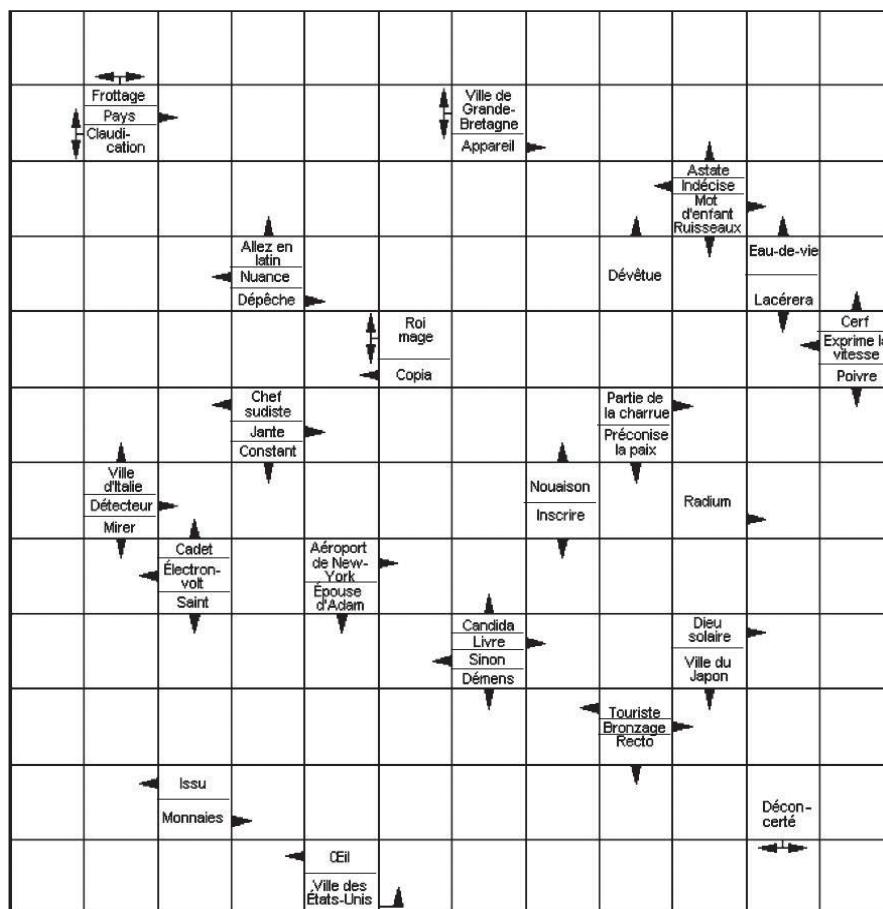 Frottage
Pays
Claudi-
cation
Ville de
Grande-
Bretagne
Appareil
Astate
Indécise
Mot
d'enfant
Ruisseaux
Allez en
latin
Nuance
Dépêche
Dévêtue
Eau-de-vie
Lacérera
Roi
mage
Copia
Cerf
Exprime la
vitesse
Poivre
Chef
sudiste
Jante
Constant
Partie de
la charrue
Préconise
la paix
Ville
d'Italie
Détecteur
Mirer
Nouaison
Inscrire
Radium
Cadet
Électron-
volt
Saint
Aéroport
de New-
York
Épouse
d'Adam
Candida
Livre
Sinon
Démens
Dieu
solaire
Ville du
Japon
Touriste
Bronzage
Recto
Issu
Monnaies
Décon-
certé
Œil
Ville des
États-Unis